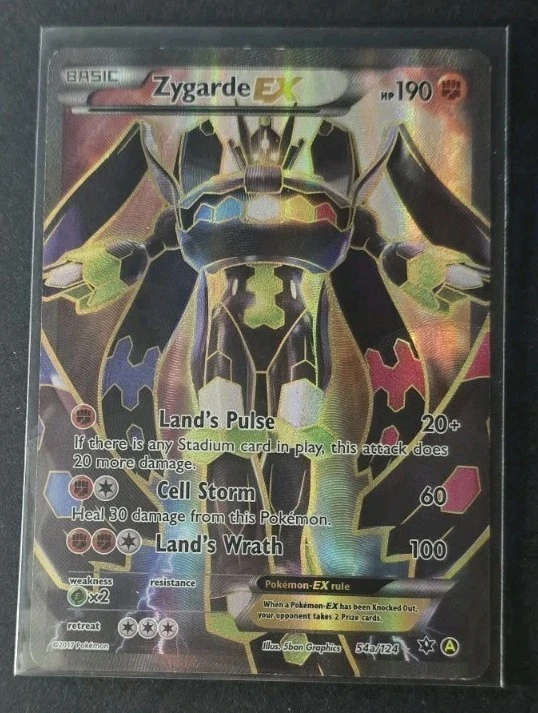 BASIC
Zygarde EX
HP 190
Land's Pulse 20+
If there is any Stadium card in play, this attack does
20 more damage.
Cell Storm 60
Heal 30 damage from this Pokémon.
Land's Wrath 100
weakness resistance
×2
retreat
Pokémon-EX rule
When a Pokémon-EX has been Knocked Out,
your opponent takes 2 Prize cards.
©2017 Pokémon
Illus. 5ban Graphics 54a/124 A